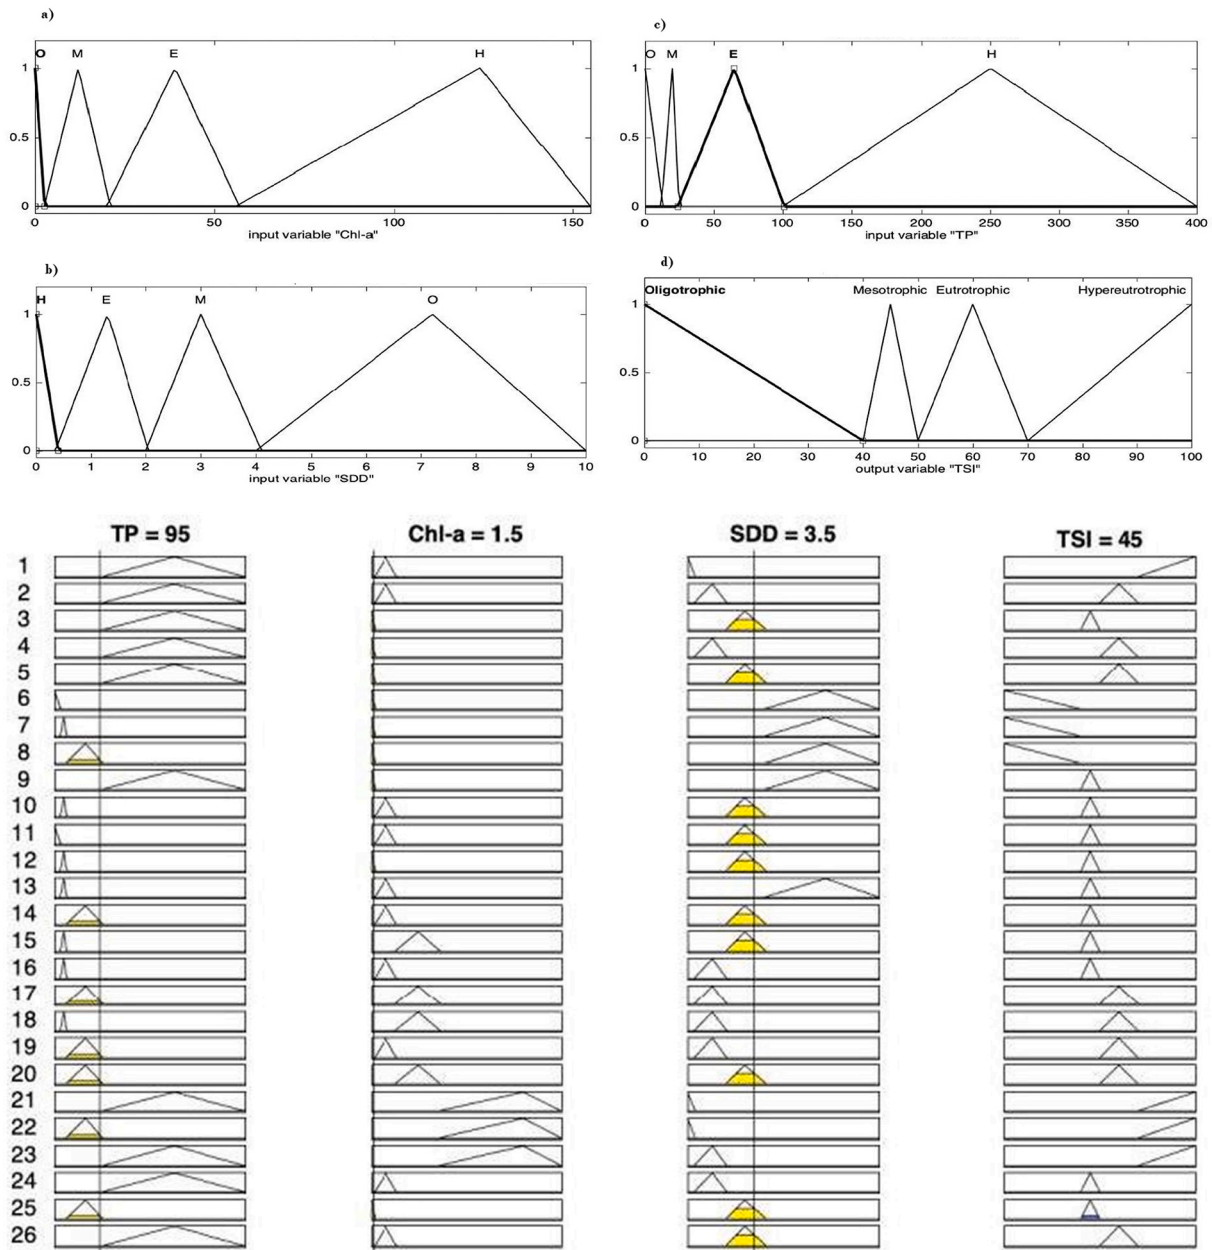 a)
O M E H
1
0.5
0
0 50 100 150
input variable "Chl-a"
c)
O M E H
1
0.5
0
0 50 100 150 200 250 300 350 400
input variable "TP"
b)
H E M O
1
0.5
0
0 1 2 3 4 5 6 7 8 9 10
input variable "SDD"
d)
Oligotrophic Mesotrophic Eutrotrophic Hypereutrotrophic
1
0.5
0
0 10 20 30 40 50 60 70 80 90 100
output variable "TSI"
TP = 95 Chl-a = 1.5 SDD = 3.5 TSI = 45
1
2
3
4
5
6
7
8
9
10
11
12
13
14
15
16
17
18
19
20
21
22
23
24
25
26